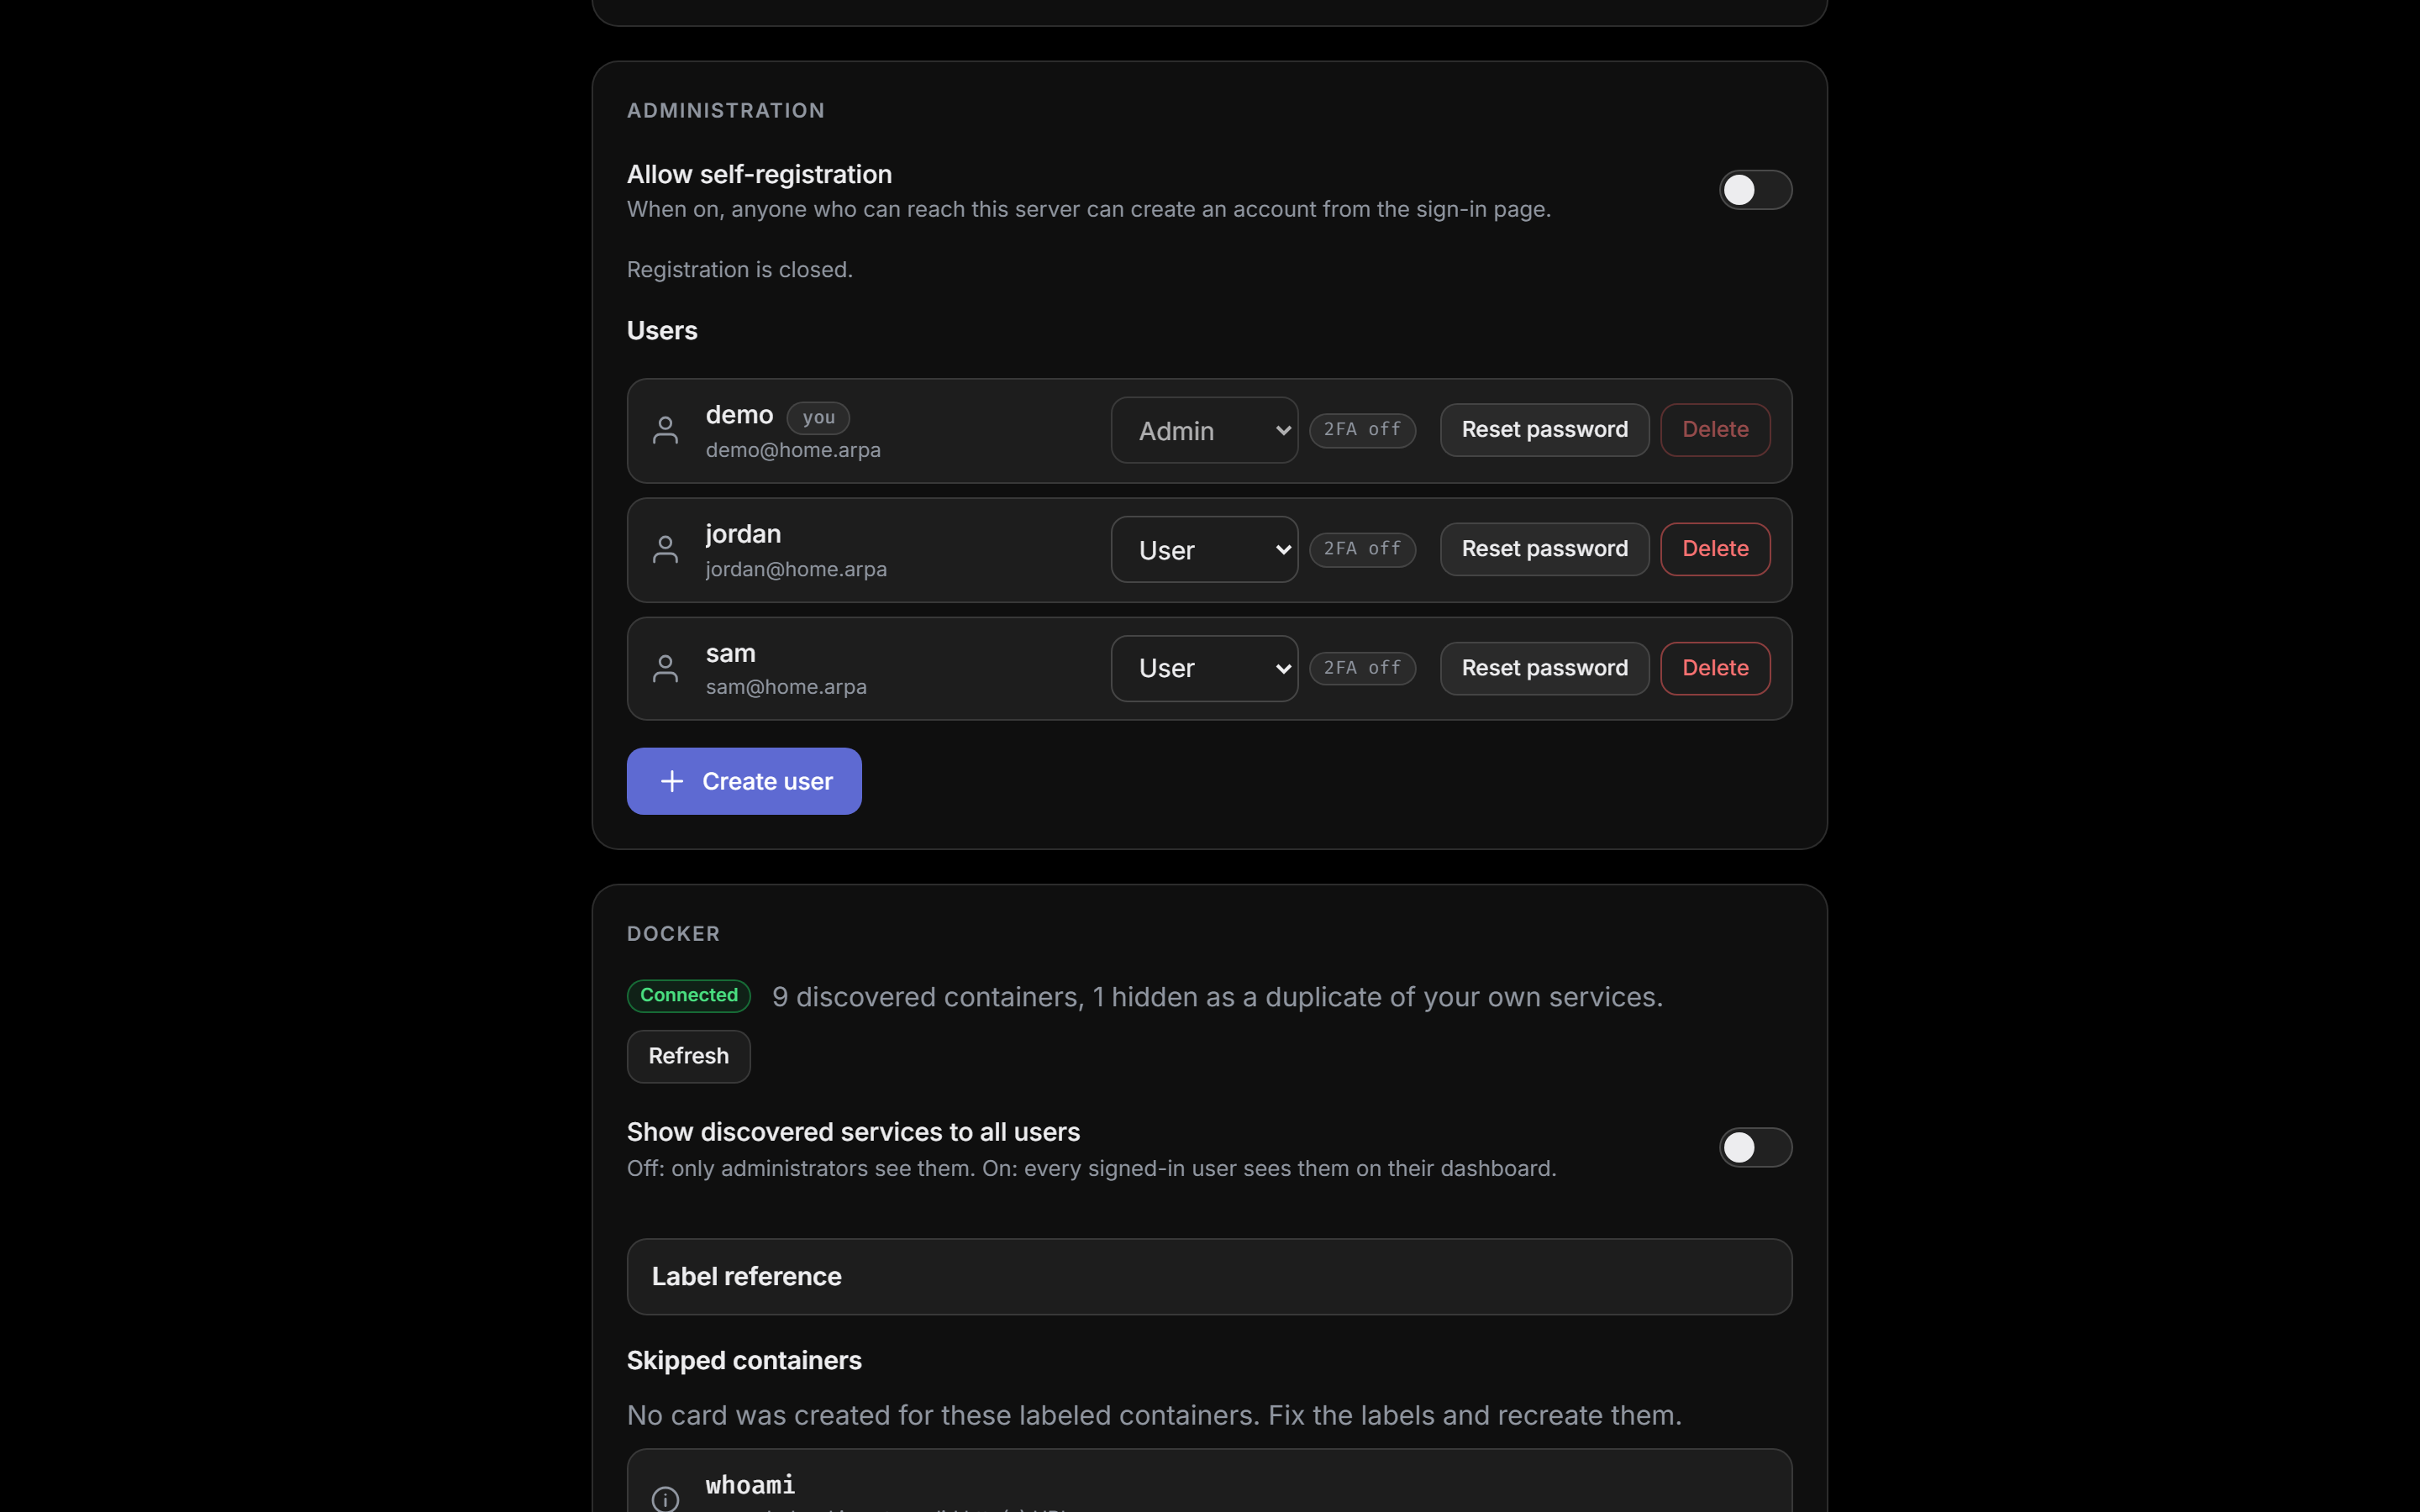 ADMINISTRATION
Allow self-registration
When on, anyone who can reach this server can create an account from the sign-in page.
Registration is closed.
Users
demo you Admin 2FA off Reset password Delete
demo@home.arpa
jordan User 2FA off Reset password Delete
jordan@home.arpa
sam User 2FA off Reset password Delete
sam@home.arpa
Create user
DOCKER
Connected 9 discovered containers, 1 hidden as a duplicate of your own services.
Refresh
Show discovered services to all users
Off: only administrators see them. On: every signed-in user sees them on their dashboard.
Label reference
Skipped containers
No card was created for these labeled containers. Fix the labels and recreate them.
whoami